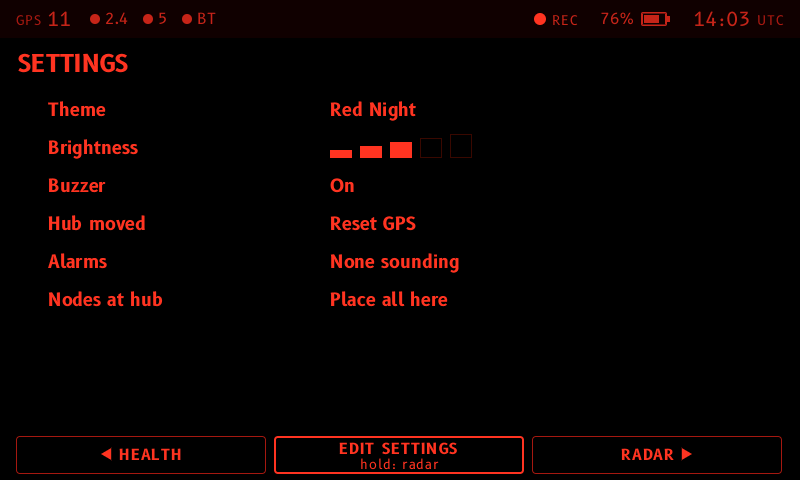 GPS 11 2.4 5 BT REC 76% 14:03 UTC
SETTINGS
Theme Red Night
Brightness
Buzzer On
Hub moved Reset GPS
Alarms None sounding
Nodes at hub Place all here
HEALTH EDIT SETTINGS RADAR
hold: radar